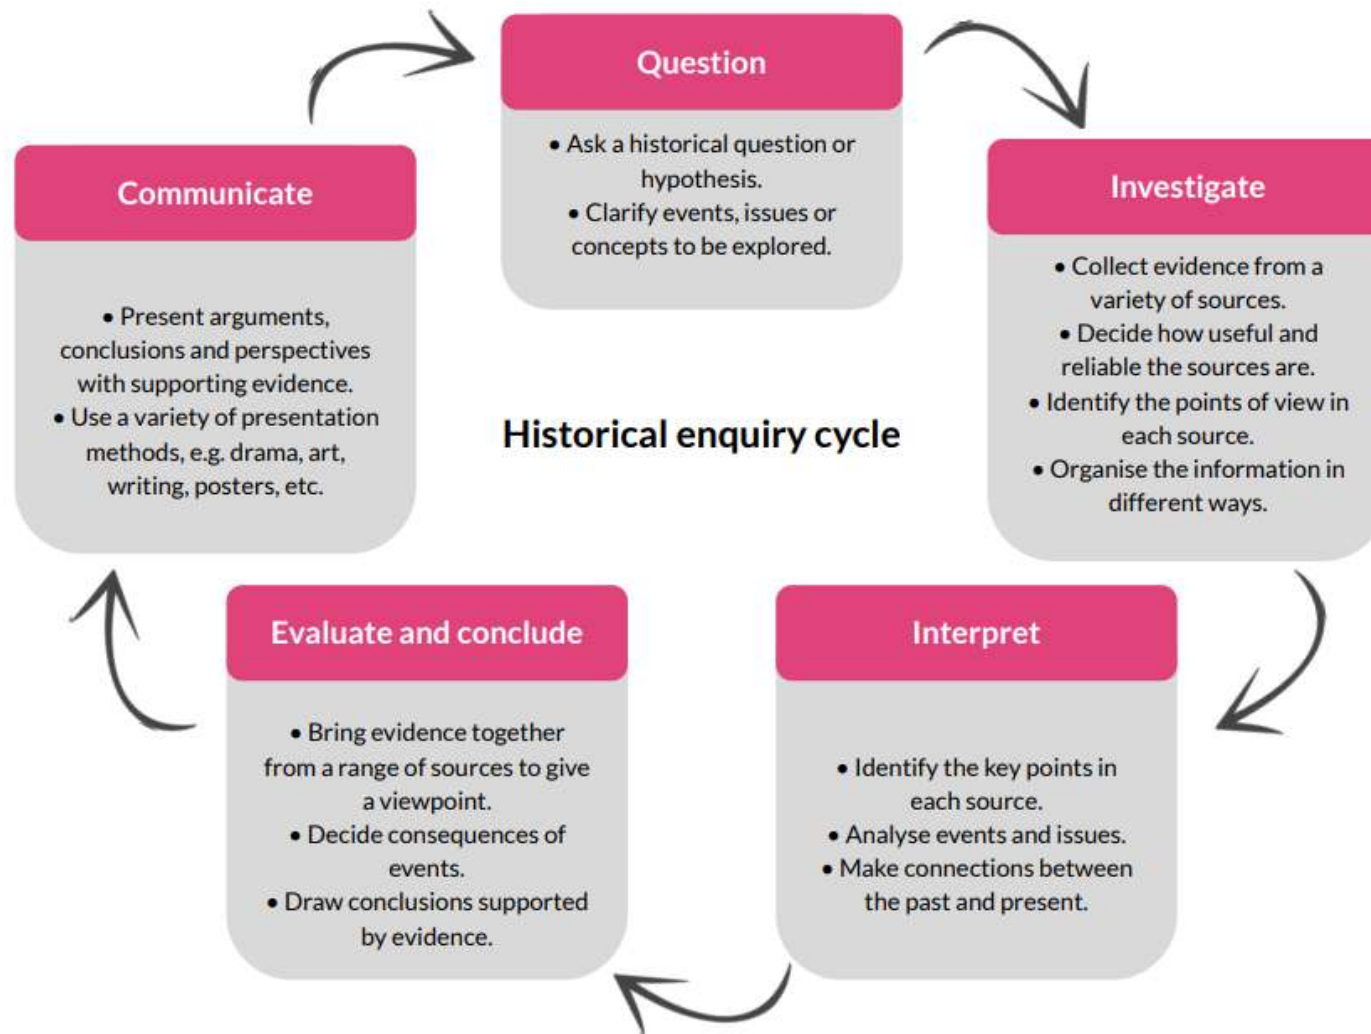 Question
• Ask a historical question or
hypothesis.
• Clarify events, issues or
concepts to be explored.
Investigate
• Collect evidence from a
variety of sources.
• Decide how useful and
reliable the sources are.
• Identify the points of view in
each source.
• Organise the information in
different ways.
Interpret
• Identify the key points in
each source.
• Analyse events and issues.
• Make connections between
the past and present.
Evaluate and conclude
• Bring evidence together
from a range of sources to give
a viewpoint.
• Decide consequences of
events.
• Draw conclusions supported
by evidence.
Communicate
• Present arguments,
conclusions and perspectives
with supporting evidence.
• Use a variety of presentation
methods, e.g. drama, art,
writing, posters, etc.
Historical enquiry cycle